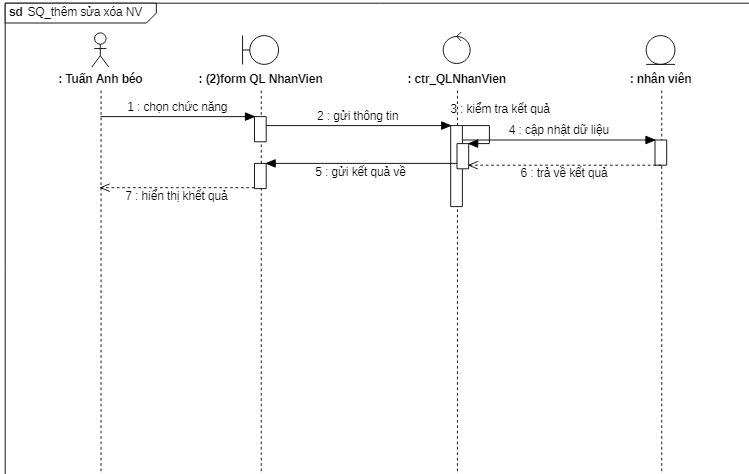 sd SQ_thêm sửa xóa NV
: Tuấn Anh béo
: (2)form QL NhanVien
: ctr_QLNhanVien
: nhân viên
1 : chọn chức năng
2 : gửi thông tin
3 : kiểm tra kết quả
4 : cập nhật dữ liệu
5 : gửi kết quả về
6 : trả về kết quả
7 : hiển thị khết quả